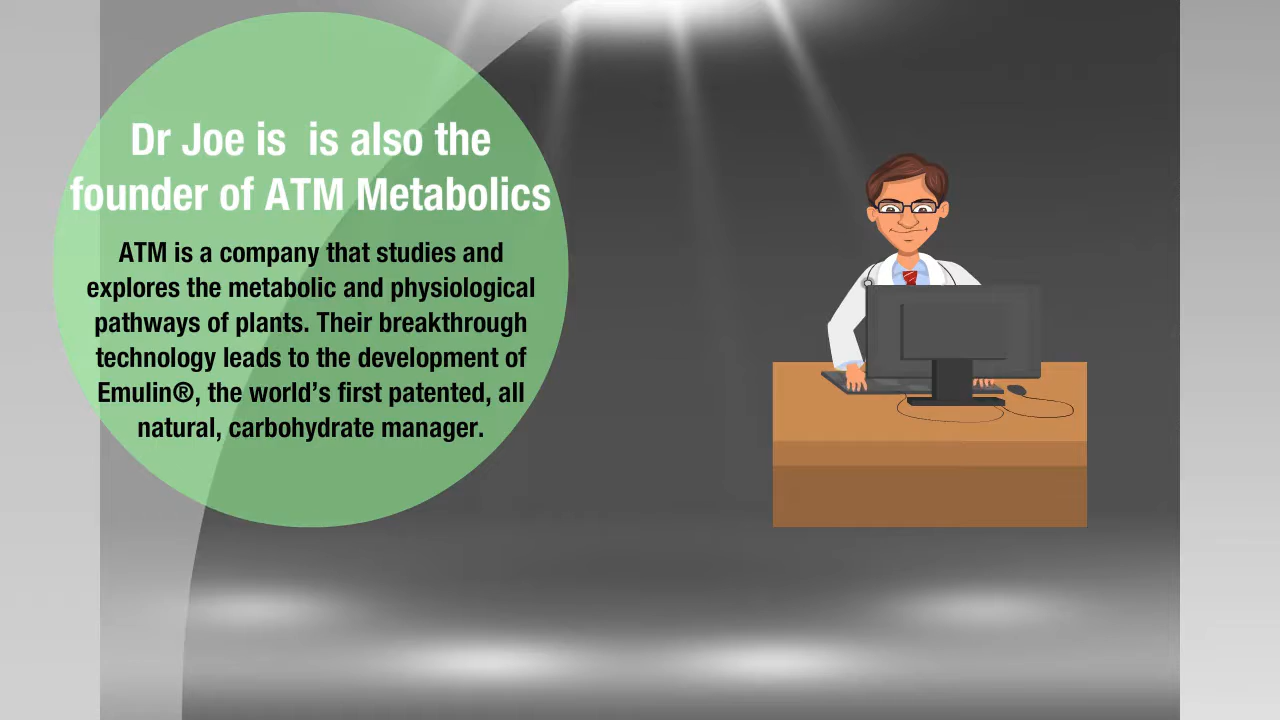 Dr Joe is  is also the
founder of ATM Metabolics
ATM is a company that studies and
explores the metabolic and physiological
pathways of plants. Their breakthrough
technology leads to the development of
Emulin®, the world’s first patented, all
natural, carbohydrate manager.